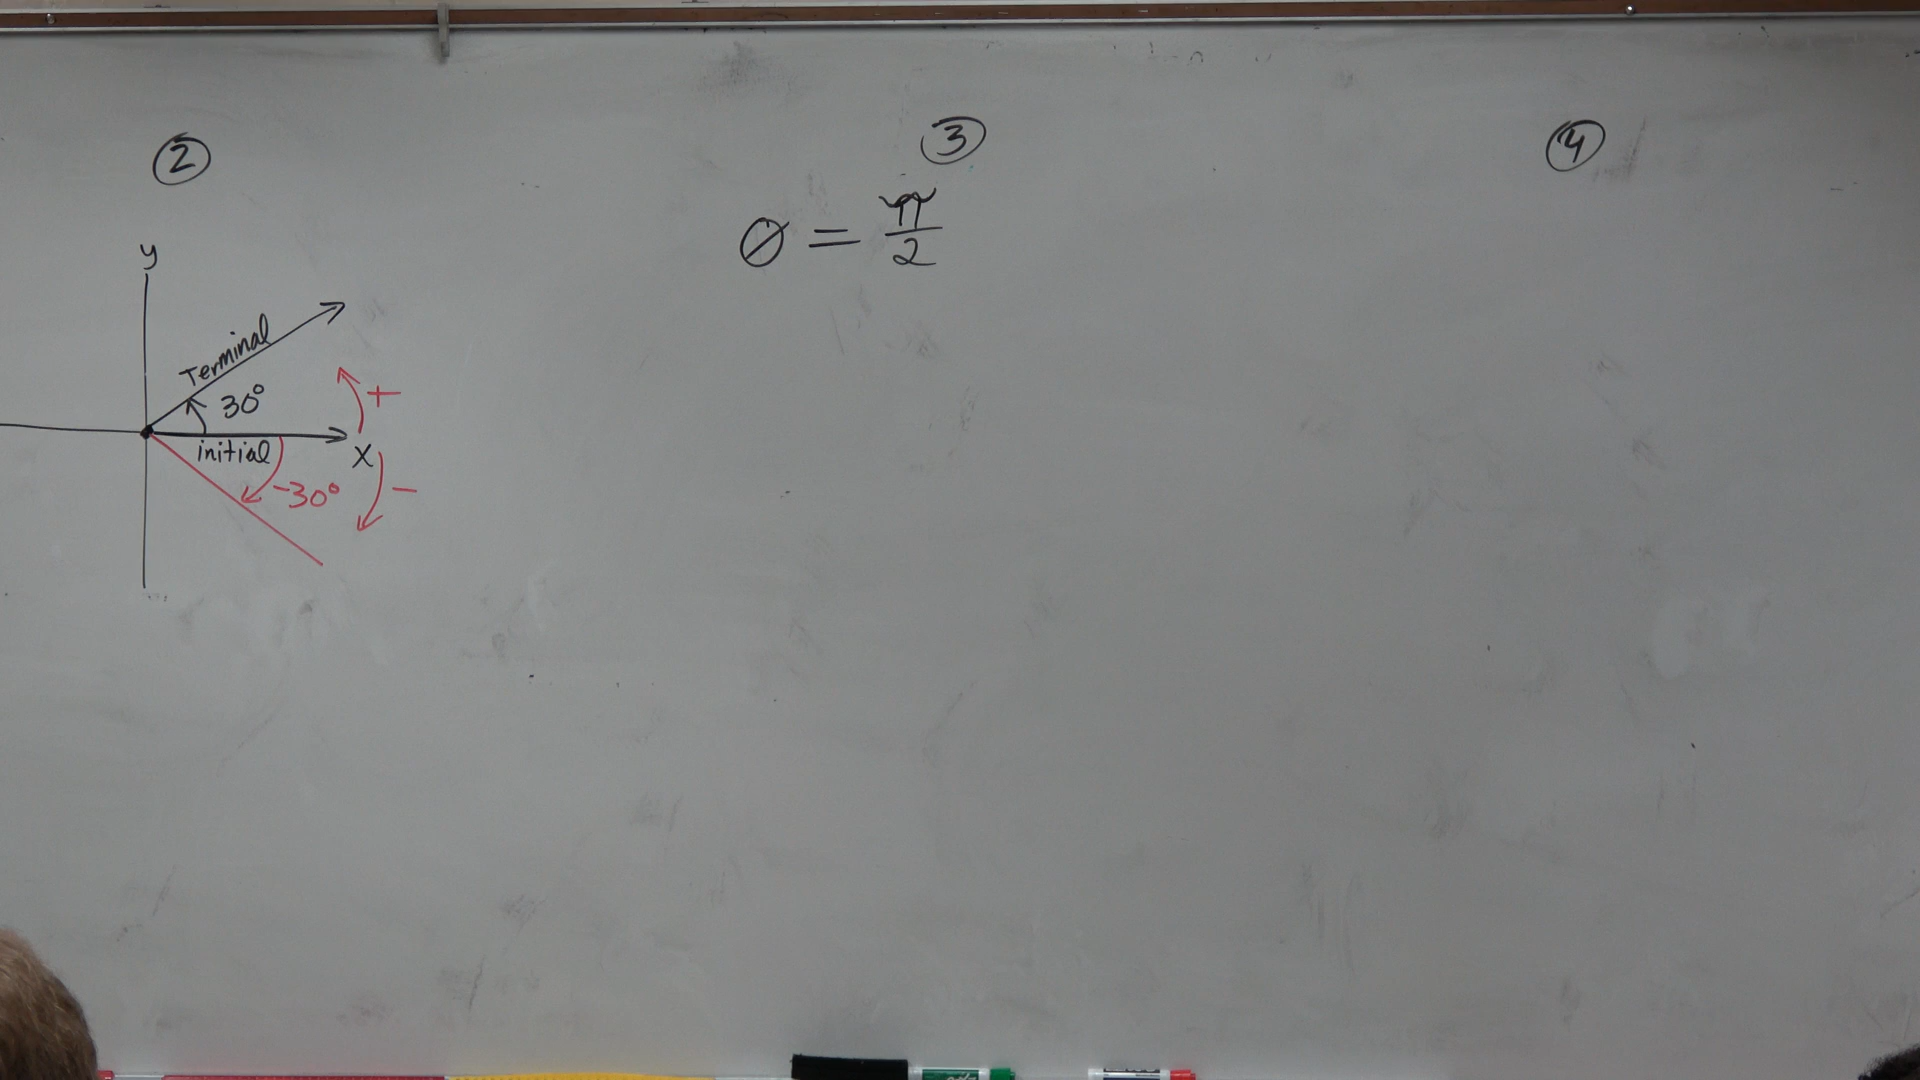 ②
③
④
θ = π/2
y
Terminal
30°
+
initial
x
-30°
-